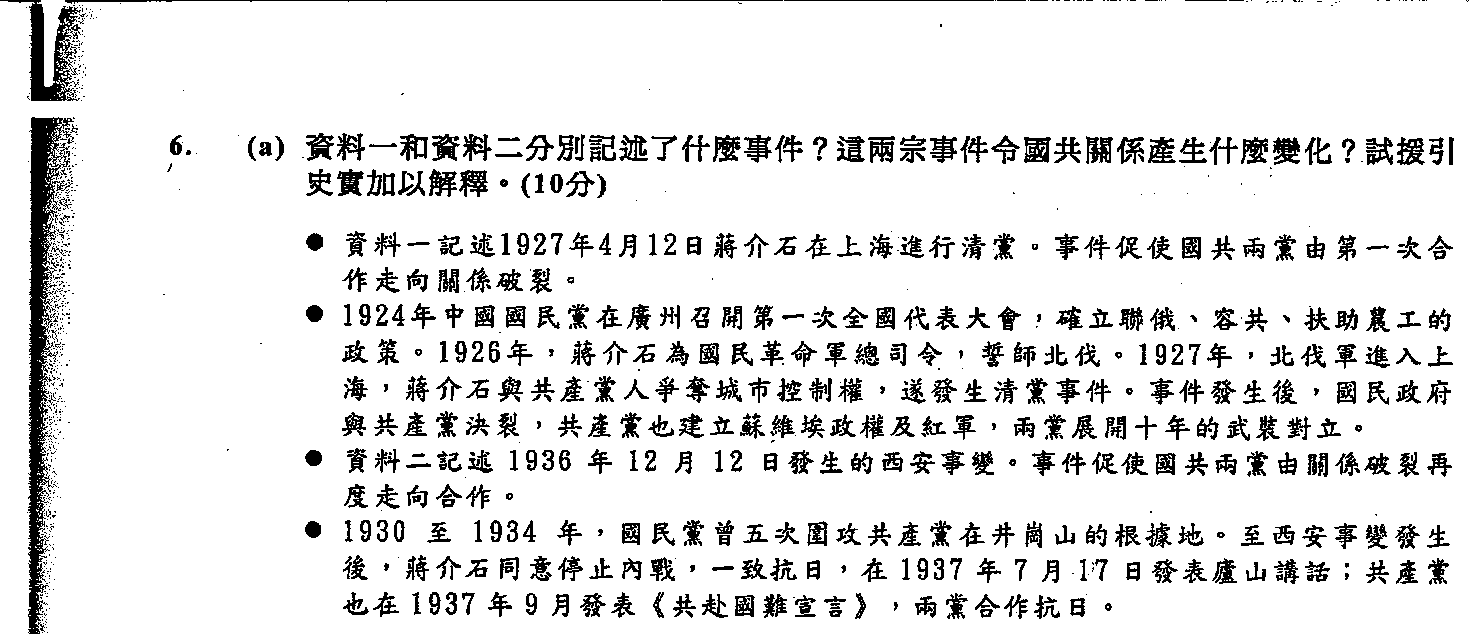 6. (a) 資料一和資料二分別記述了什麼事件？這兩宗事件令國共關係產生什麼變化？試援引
史實加以解釋。(10分)
● 資料一記述1927年4月12日蔣介石在上海進行清黨。事件促使國共兩黨由第一次合
作走向關係破裂。
● 1924年中國國民黨在廣州召開第一次全國代表大會，確立聯俄、容共、扶助農工的
政策。1926年，蔣介石為國民革命軍總司令，誓師北伐。1927年，北伐軍進入上
海，蔣介石與共產黨人爭奪城市控制權，遂發生清黨事件。事件發生後，國民政府
與共產黨決裂，共產黨也建立蘇維埃政權及紅軍，兩黨展開十年的武裝對立。
● 資料二記述 1936 年 12 月 12 日發生的西安事變。事件促使國共兩黨由關係破裂再
度走向合作。
● 1930 至 1934 年，國民黨曾五次圍攻共產黨在井崗山的根據地。至西安事變發生
後，蔣介石同意停止內戰，一致抗日，在 1937 年 7 月 17 日發表廬山講話；共產黨
也在 1937 年 9 月發表《共赴國難宣言》，兩黨合作抗日。